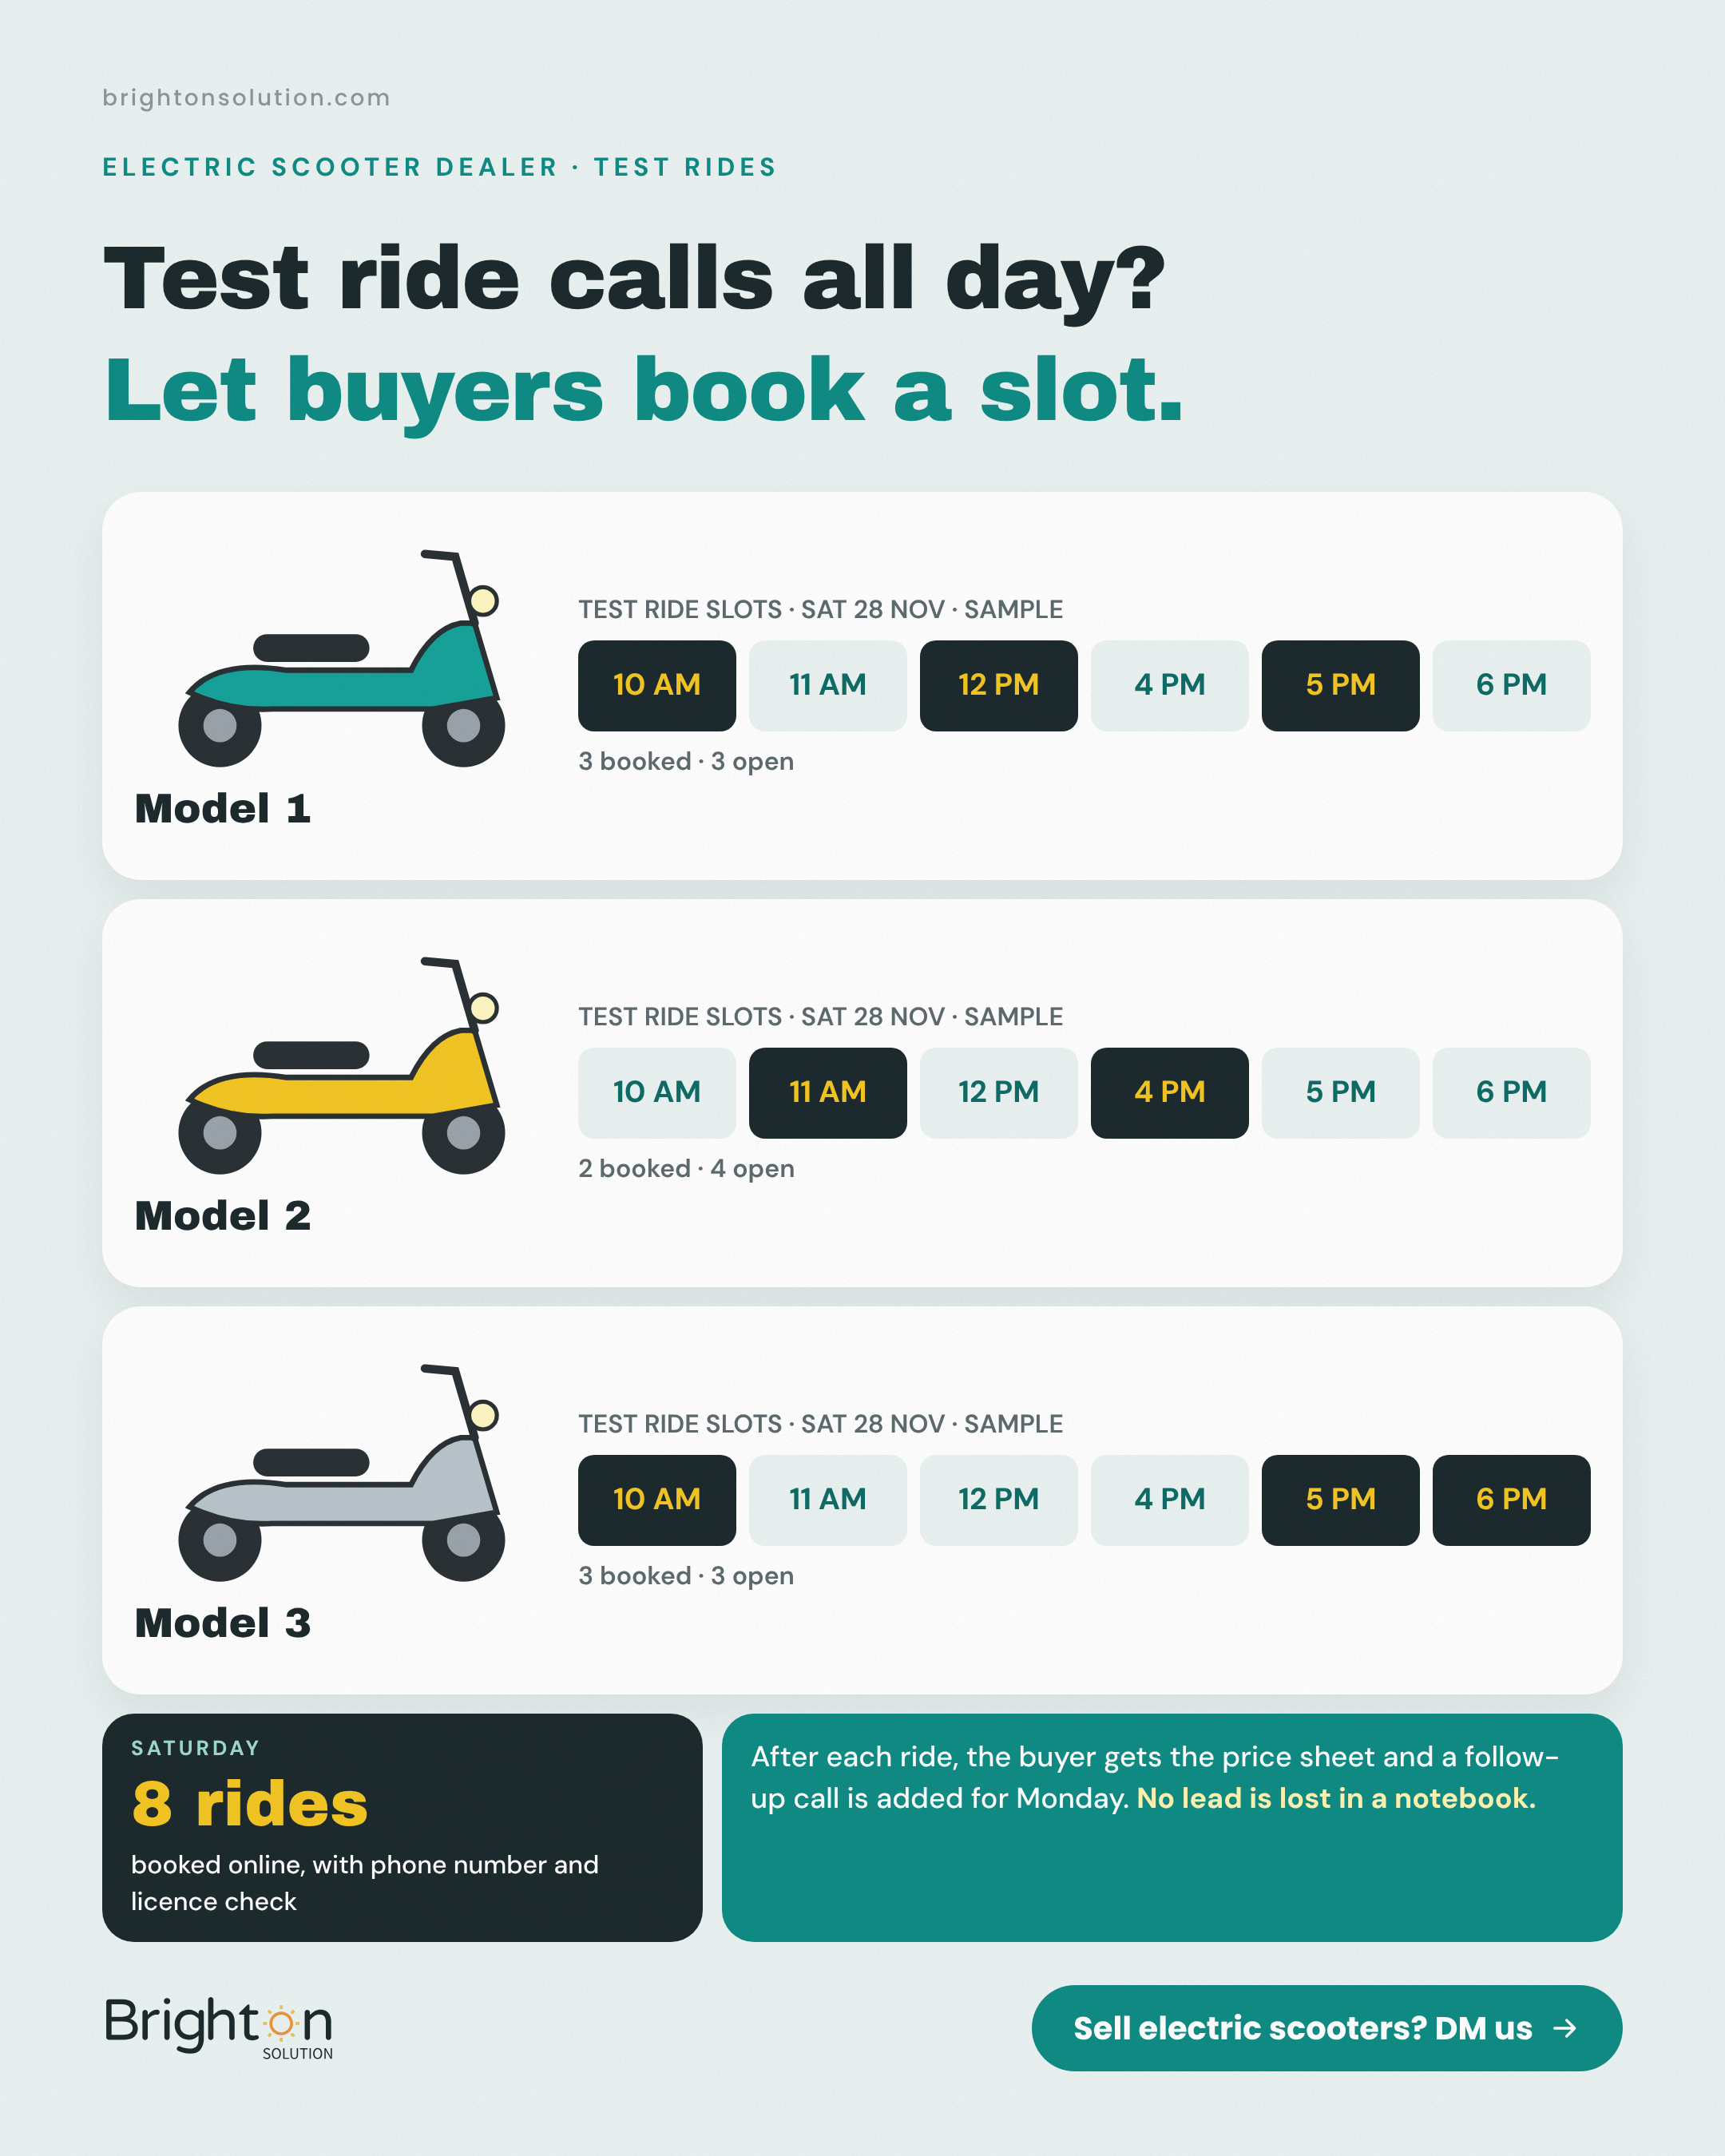 brightonsolution.com
ELECTRIC SCOOTER DEALER · TEST RIDES
Test ride calls all day?
Let buyers book a slot.
TEST RIDE SLOTS · SAT 28 NOV · SAMPLE
10 AM 11 AM 12 PM 4 PM 5 PM 6 PM
3 booked · 3 open
Model 1
TEST RIDE SLOTS · SAT 28 NOV · SAMPLE
10 AM 11 AM 12 PM 4 PM 5 PM 6 PM
2 booked · 4 open
Model 2
TEST RIDE SLOTS · SAT 28 NOV · SAMPLE
10 AM 11 AM 12 PM 4 PM 5 PM 6 PM
3 booked · 3 open
Model 3
SATURDAY
8 rides
booked online, with phone number and
licence check
After each ride, the buyer gets the price sheet and a follow-
up call is added for Monday. No lead is lost in a notebook.
Brighton
SOLUTION
Sell electric scooters? DM us →